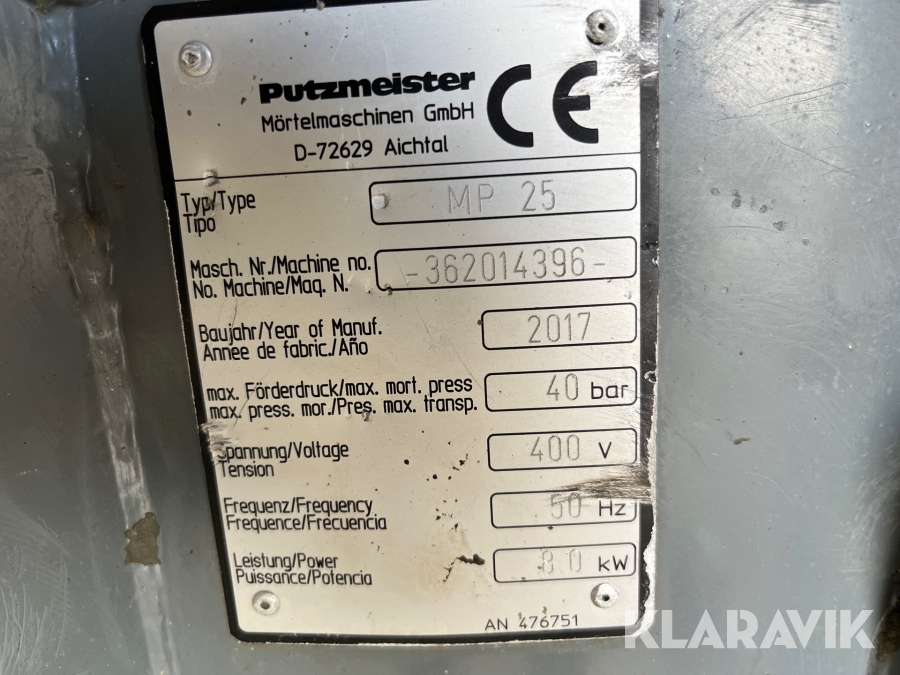 Putzmeister
Mörtelmaschinen GmbH
D-72629 Aichtal
CE
Typ/Type
Tipo
MP 25
Masch. Nr./Machine no.
No. Machine/Maq. N.
-362014396-
Baujahr/Year of Manuf.
Annee de fabric./Año
2017
max. Förderdruck/max. mort. press
max. press. mor./Pres. max. transp.
40 bar
Spannung/Voltage
Tension
400 V
Frequenz/Frequency
Frequence/Frecuencia
50 Hz
Leistung/Power
Puissance/Potencia
kW
AN 476751
KLARAVIK